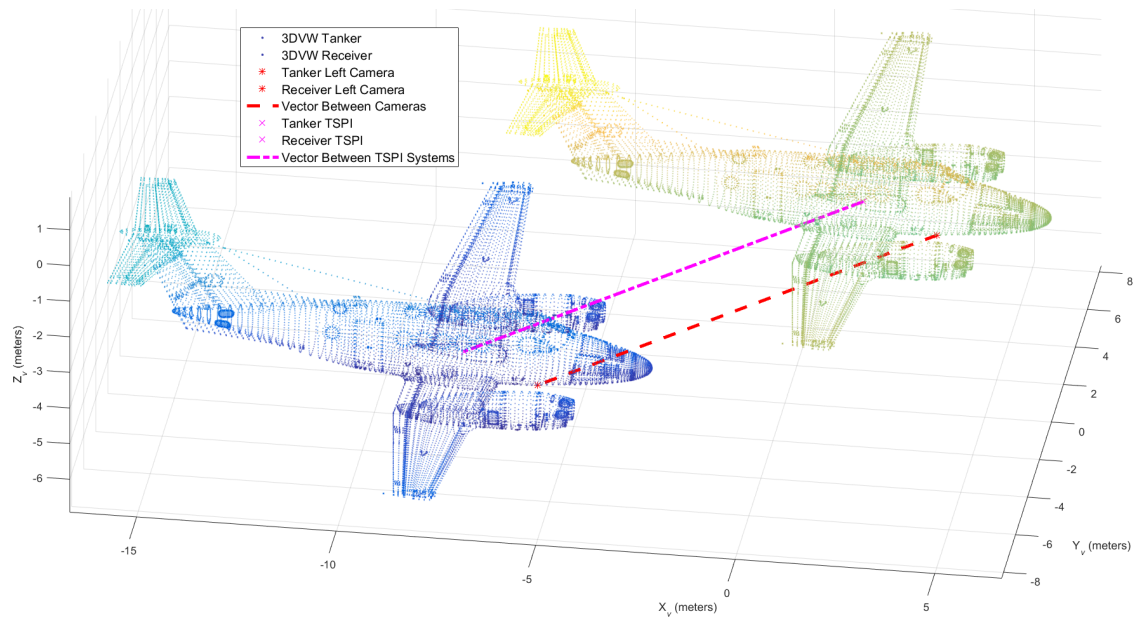 3DVW Tanker
3DVW Receiver
Tanker Left Camera
Receiver Left Camera
Vector Between Cameras
Tanker TSPI
Receiver TSPI
Vector Between TSPI Systems
1
0
-1
-2
-3
-4
-5
-6
Z_v (meters)
8
6
4
2
0
-2
-4
-6
-8
Y_v (meters)
-15
-10
-5
0
5
X_v (meters)